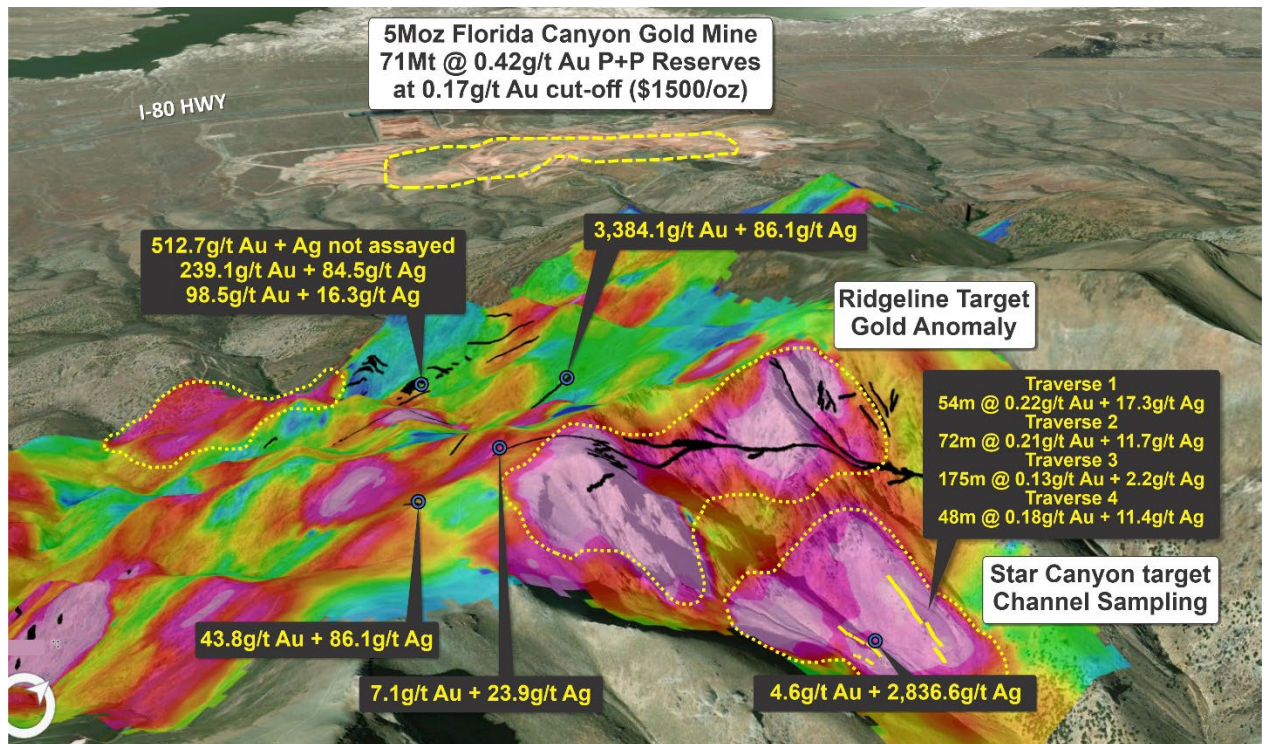 5Moz Florida Canyon Gold Mine
71Mt @ 0.42g/t Au P+P Reserves
at 0.17g/t Au cut-off ($1500/oz)
I-80 HWY
512.7g/t Au + Ag not assayed
239.1g/t Au + 84.5g/t Ag
98.5g/t Au + 16.3g/t Ag
3,384.1g/t Au + 86.1g/t Ag
Ridgeline Target
Gold Anomaly
Traverse 1
54m @ 0.22g/t Au + 17.3g/t Ag
Traverse 2
72m @ 0.21g/t Au + 11.7g/t Ag
Traverse 3
175m @ 0.13g/t Au + 2.2g/t Ag
Traverse 4
48m @ 0.18g/t Au + 11.4g/t Ag
Star Canyon target
Channel Sampling
43.8g/t Au + 86.1g/t Ag
7.1g/t Au + 23.9g/t Ag
4.6g/t Au + 2,836.6g/t Ag